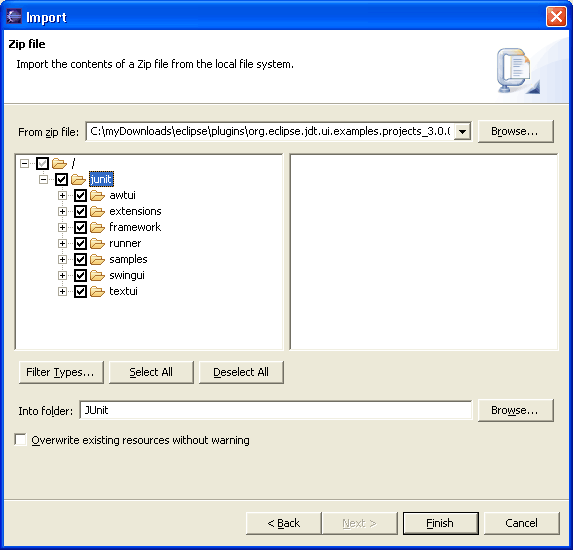 Import
Zip file
Import the contents of a Zip file from the local file system.
From zip file: C:\myDownloads\eclipse\plugins\org.eclipse.jdt.ui.examples.projects_3.0.0 Browse...
/
junit
awtui
extensions
framework
runner
samples
swingui
textui
Filter Types... Select All Deselect All
Into folder: JUnit Browse...
Overwrite existing resources without warning
< Back Next > Finish Cancel